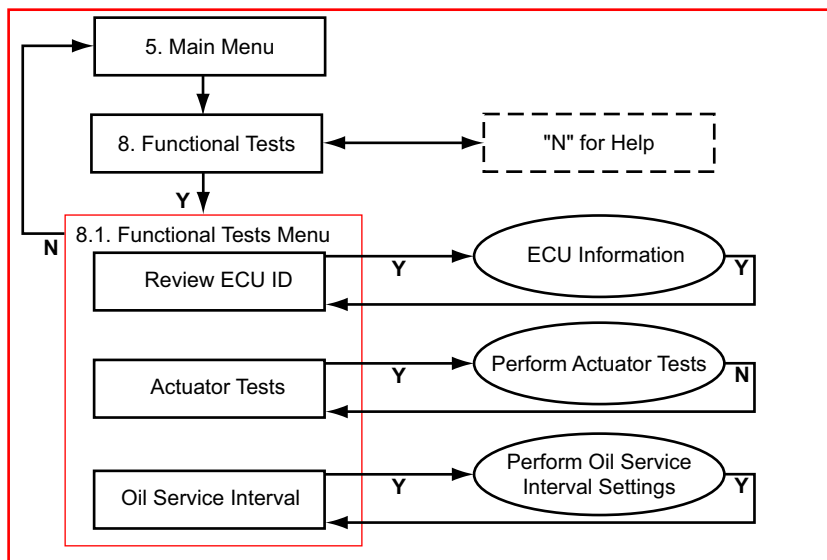 5. Main Menu
8. Functional Tests
"N" for Help
Y
N
8.1. Functional Tests Menu
Review ECU ID
Y
ECU Information
Y
Actuator Tests
Y
Perform Actuator Tests
N
Oil Service Interval
Y
Perform Oil Service
Interval Settings
Y